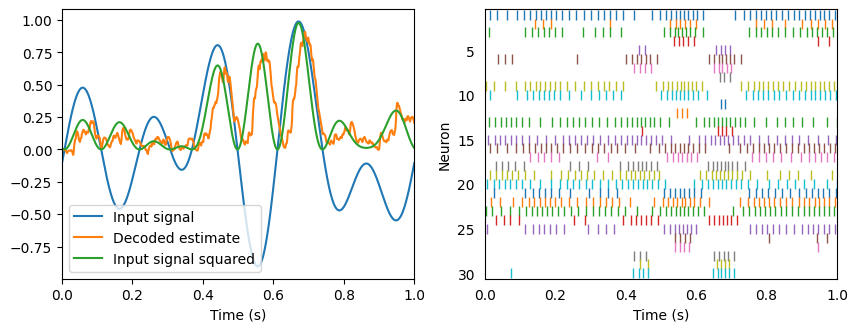 1.00
0.75
0.50
0.25
0.00
−0.25
−0.50
−0.75
0.0 0.2 0.4 0.6 0.8 1.0
Time (s)
Input signal
Decoded estimate
Input signal squared
Neuron
5
10
15
20
25
30
0.0 0.2 0.4 0.6 0.8 1.0
Time (s)